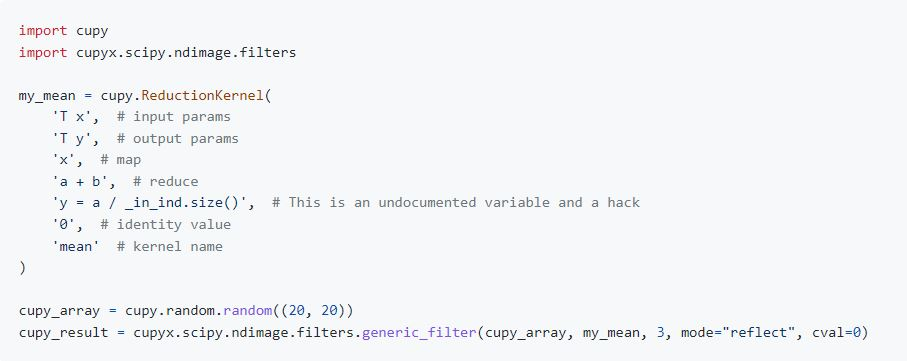 import cupy
import cupyx.scipy.ndimage.filters
my_mean = cupy.ReductionKernel(
    'T x',  # input params
    'T y',  # output params
    'x',  # map
    'a + b',  # reduce
    'y = a / _in_ind.size()',  # This is an undocumented variable and a hack
    '0',  # identity value
    'mean'  # kernel name
)
cupy_array = cupy.random.random((20, 20))
cupy_result = cupyx.scipy.ndimage.filters.generic_filter(cupy_array, my_mean, 3, mode="reflect", cval=0)